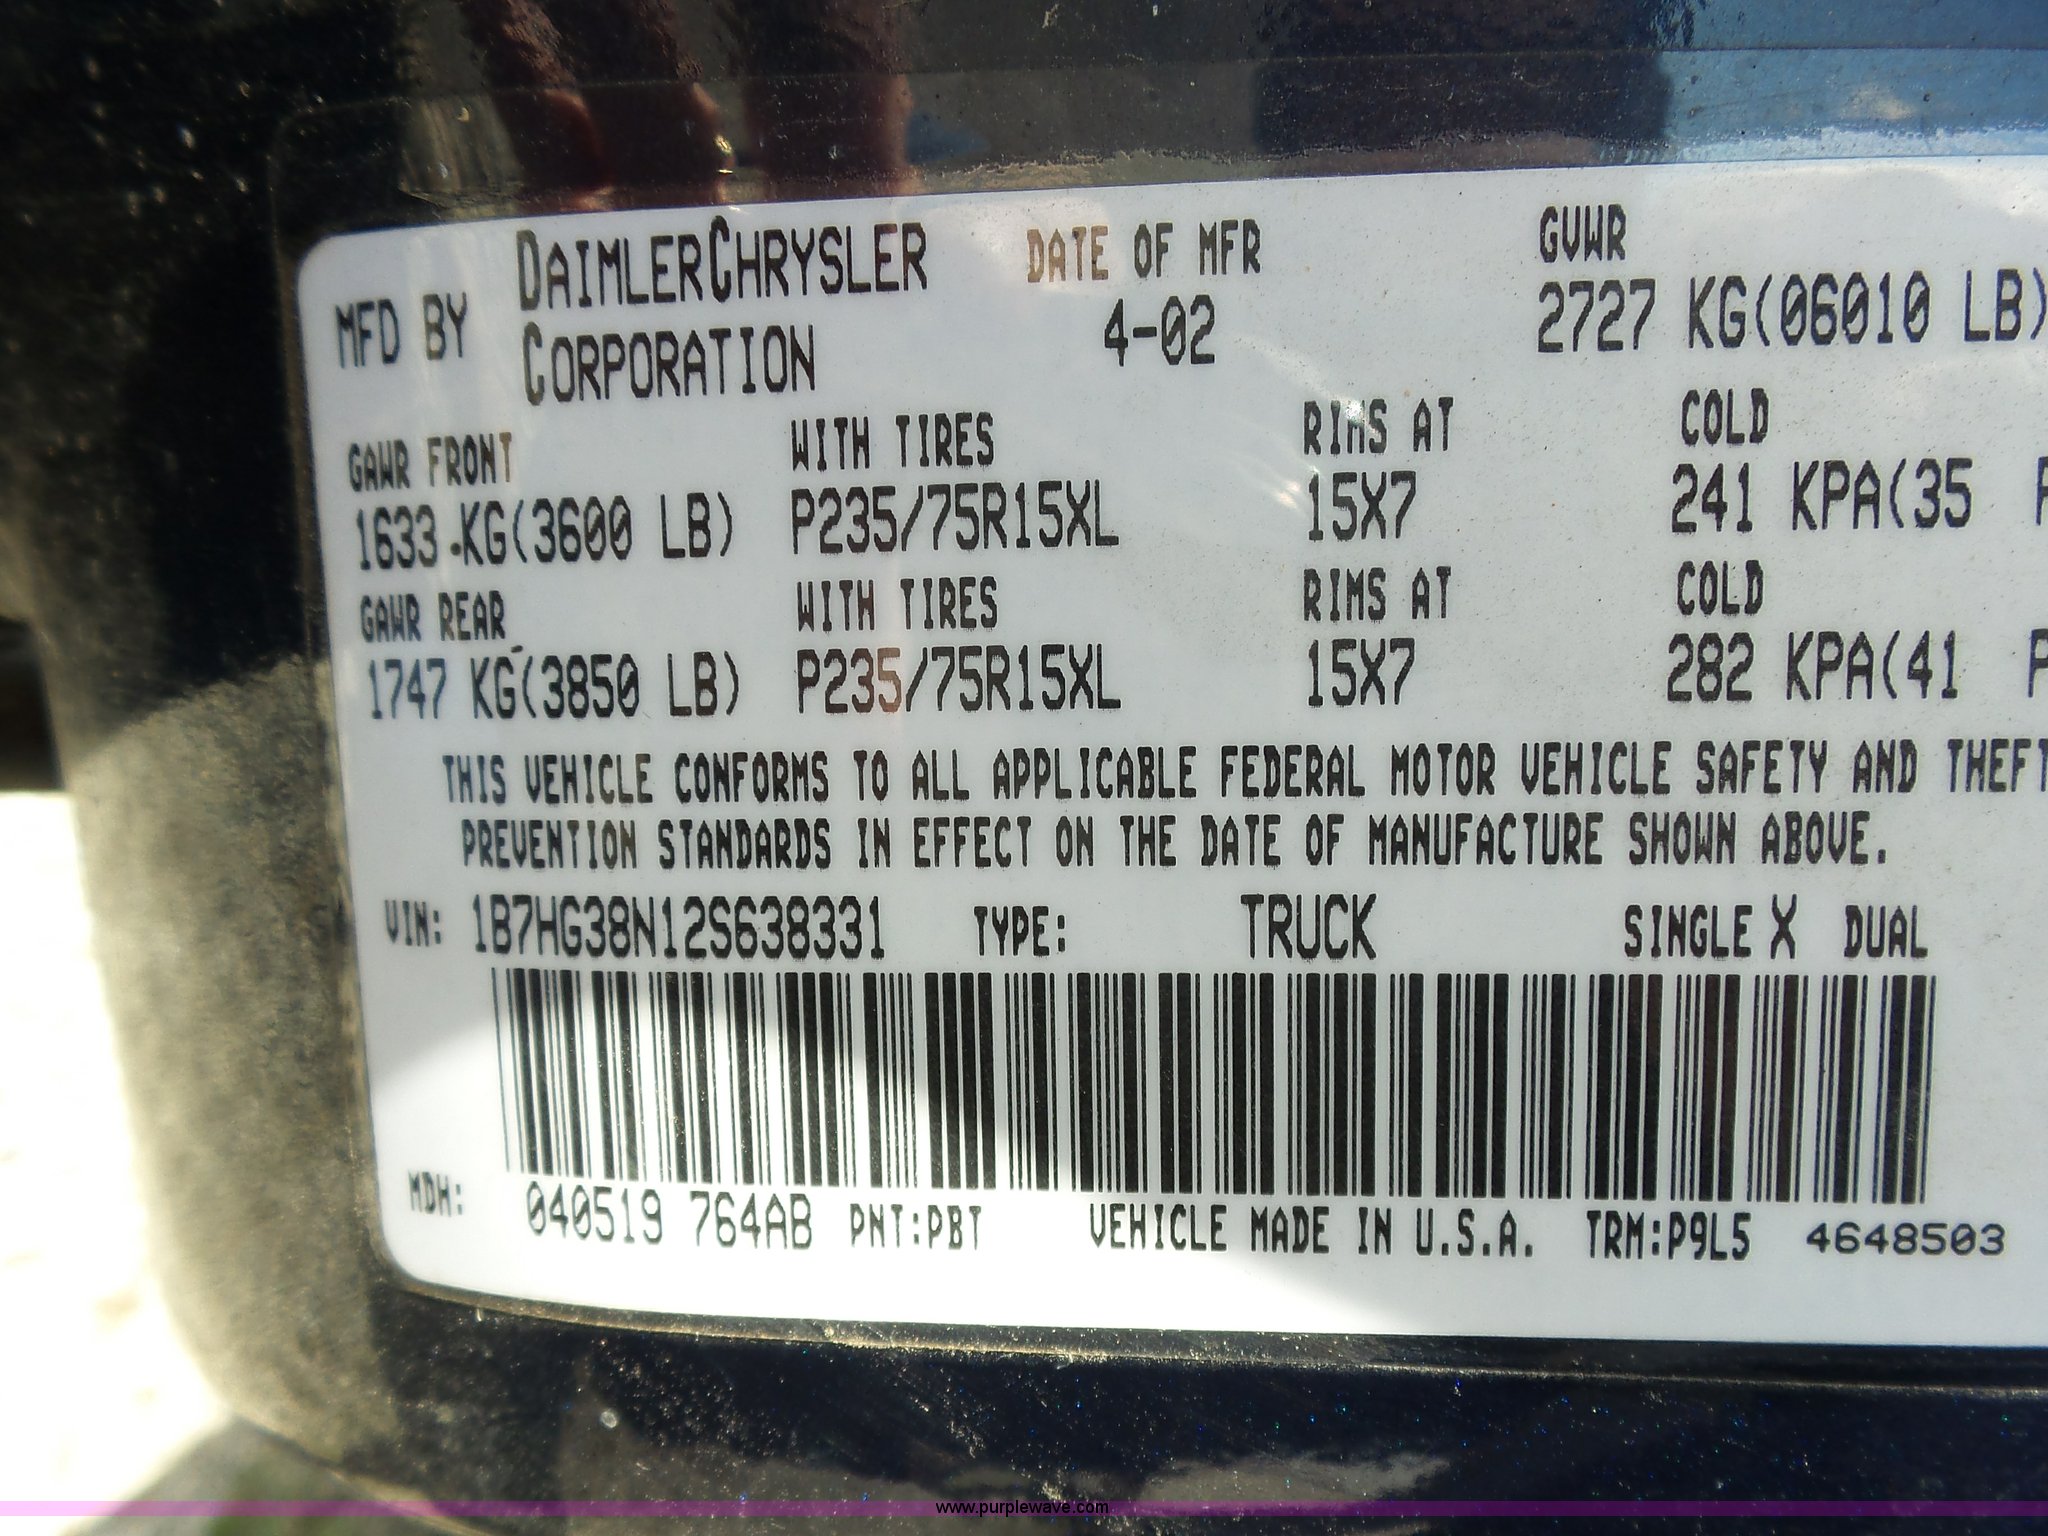 MFD BY DAIMLERCHRYSLER CORPORATION DATE OF MFR 4-02 GVWR 2727 KG(06010 LB)
GAWR FRONT WITH TIRES RIMS AT COLD
1633 KG(3600 LB) P235/75R15XL 15X7 241 KPA(35 P
GAWR REAR WITH TIRES RIMS AT COLD
1747 KG(3850 LB) P235/75R15XL 15X7 282 KPA(41 P
THIS VEHICLE CONFORMS TO ALL APPLICABLE FEDERAL MOTOR VEHICLE SAFETY AND THEFT
PREVENTION STANDARDS IN EFFECT ON THE DATE OF MANUFACTURE SHOWN ABOVE.
VIN: 1B7HG38N12S638331 TYPE: TRUCK SINGLE X DUAL
MDH: 040519 764AB PNT:PBT VEHICLE MADE IN U.S.A. TRM:P9L5 4648503
www.purplewave.com